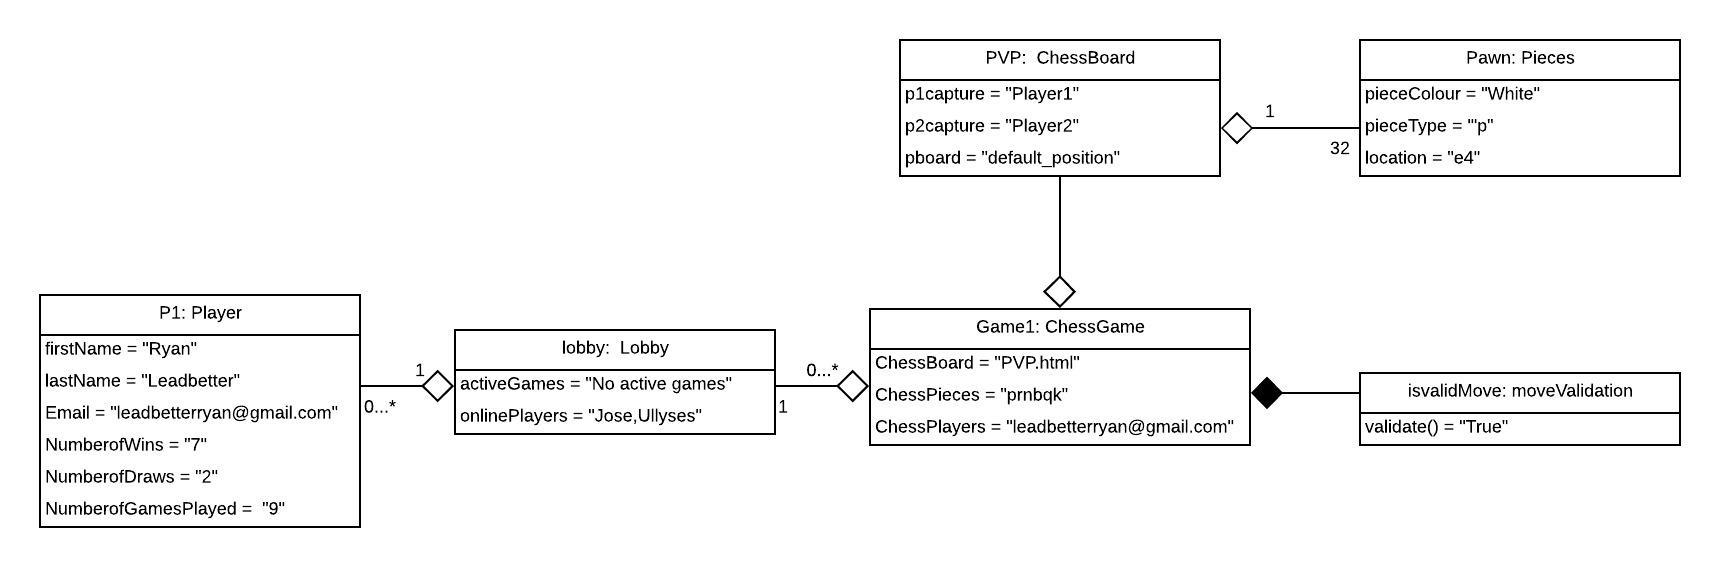 PVP:  ChessBoard
p1capture = "Player1"
p2capture = "Player2"
pboard = "default_position"
1
32
Pawn: Pieces
pieceColour = "White"
pieceType = "'p"
location = "e4"
P1: Player
firstName = "Ryan"
lastName = "Leadbetter"
Email = "leadbetterryan@gmail.com"
NumberofWins = "7"
NumberofDraws = "2"
NumberofGamesPlayed =  "9"
1
0...*
lobby:  Lobby
activeGames = "No active games"
onlinePlayers = "Jose,Ullyses"
0...*
1
Game1: ChessGame
ChessBoard = "PVP.html"
ChessPieces = "prnbqk"
ChessPlayers = "leadbetterryan@gmail.com"
isvalidMove: moveValidation
validate() = "True"